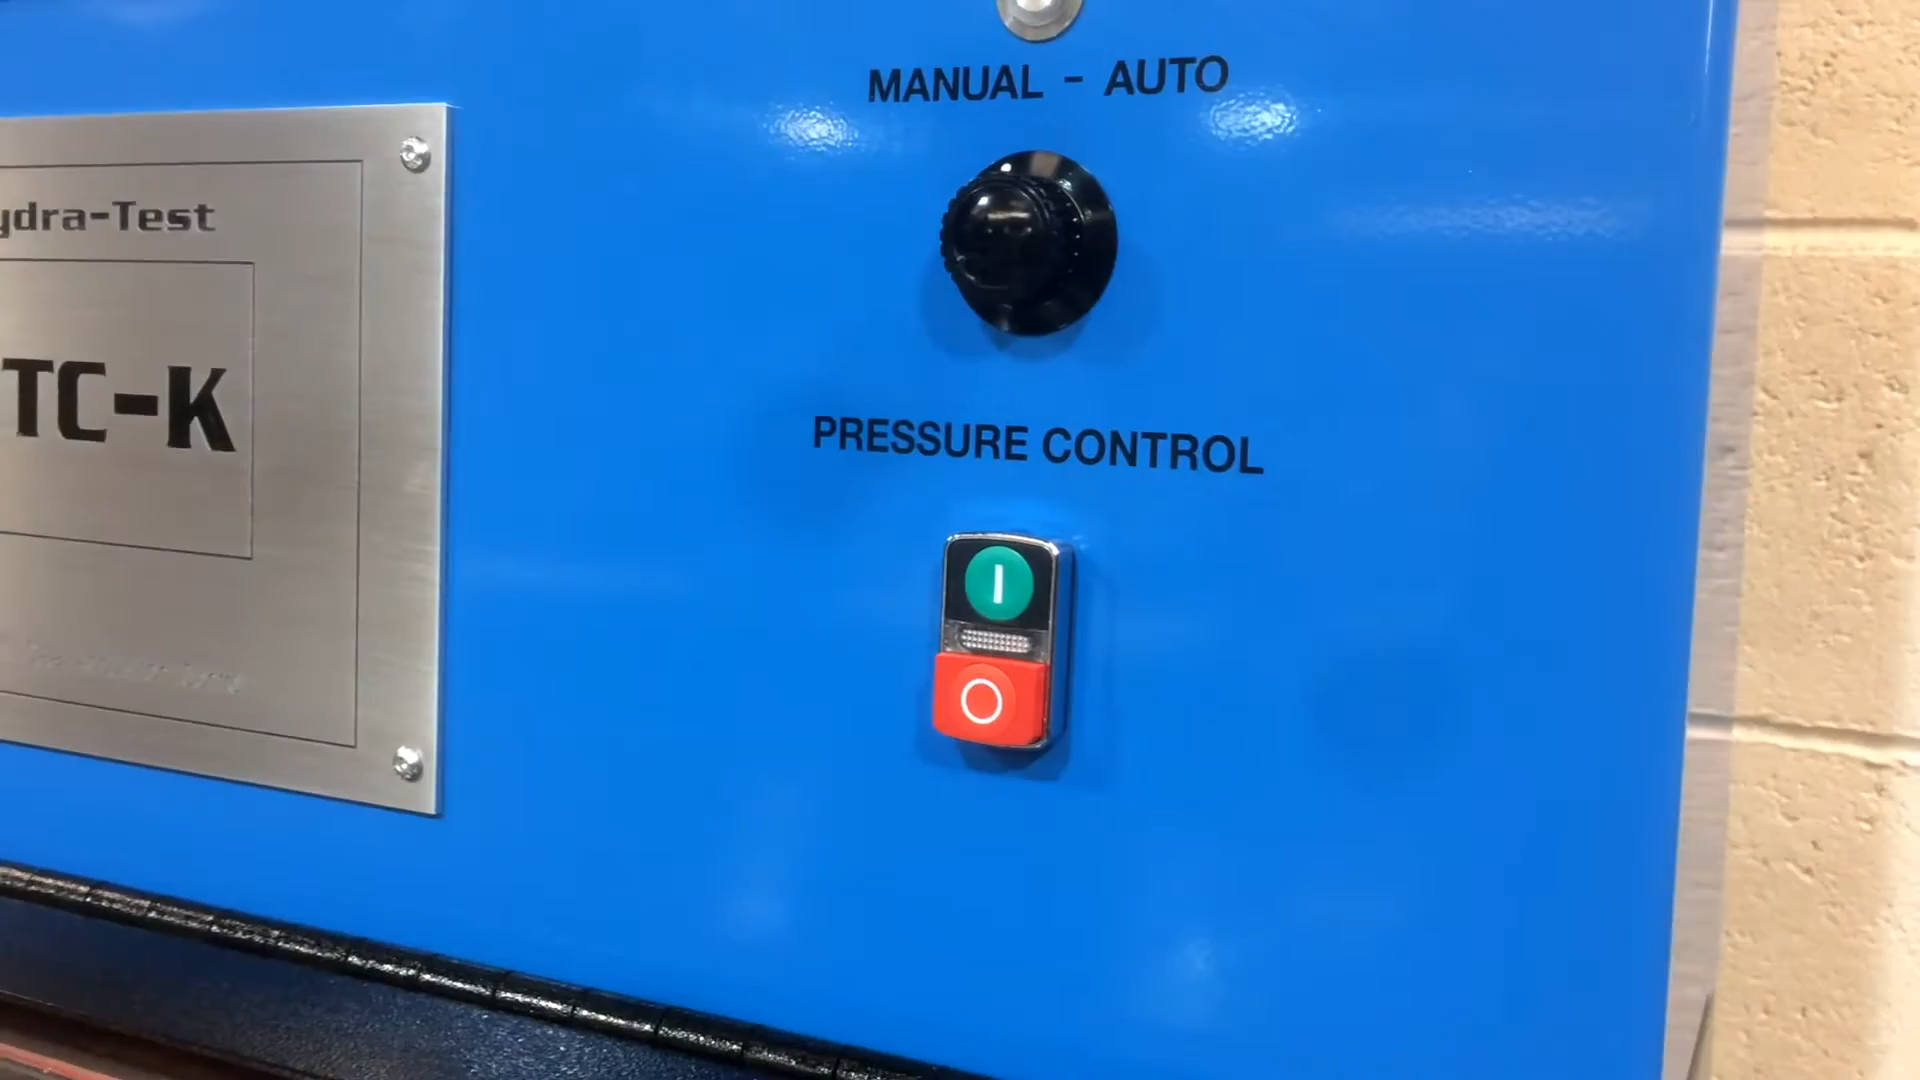 MANUAL - AUTO
ydra-Test
TC-K
PRESSURE CONTROL
I
O